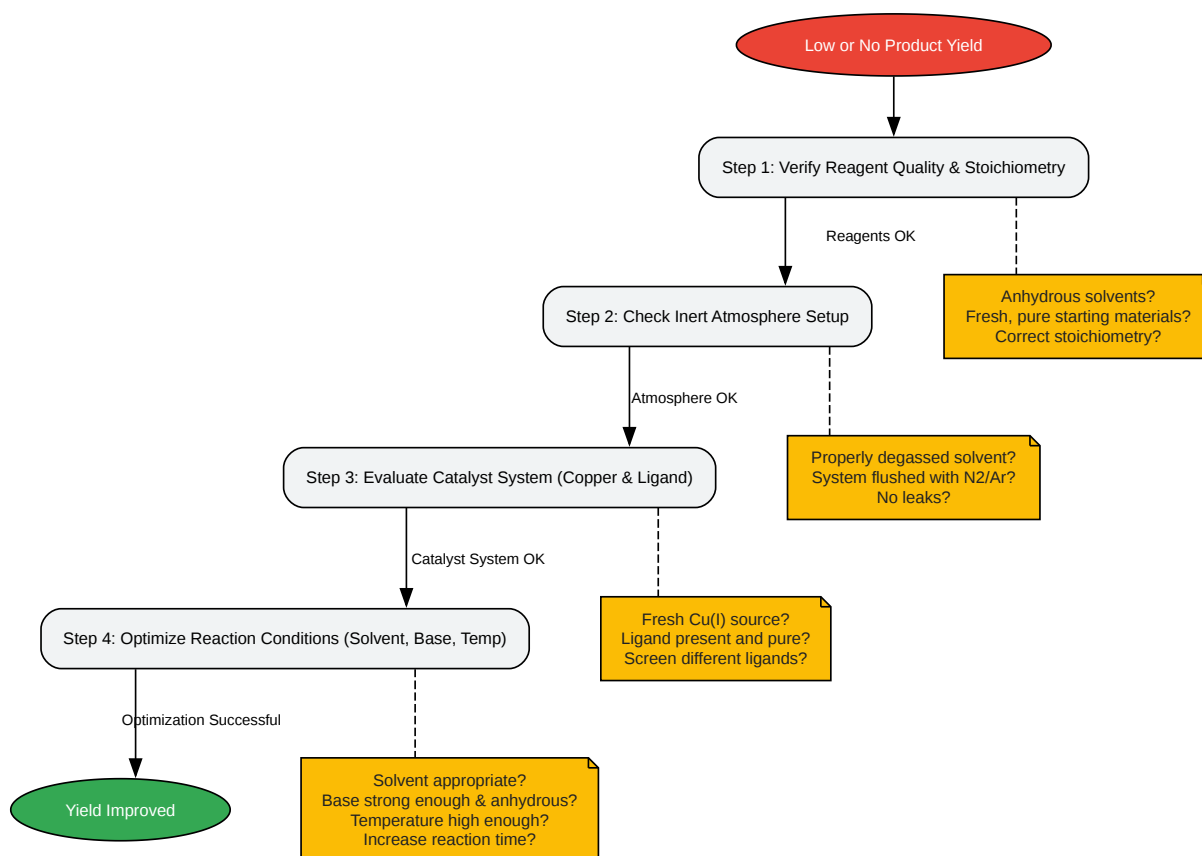 Low or No Product Yield
Step 1: Verify Reagent Quality & Stoichiometry
Reagents OK
Anhydrous solvents?
Fresh, pure starting materials?
Correct stoichiometry?
Step 2: Check Inert Atmosphere Setup
Atmosphere OK
Properly degassed solvent?
System flushed with N2/Ar?
No leaks?
Step 3: Evaluate Catalyst System (Copper & Ligand)
Catalyst System OK
Fresh Cu(I) source?
Ligand present and pure?
Screen different ligands?
Step 4: Optimize Reaction Conditions (Solvent, Base, Temp)
Optimization Successful
Solvent appropriate?
Base strong enough & anhydrous?
Temperature high enough?
Increase reaction time?
Yield Improved